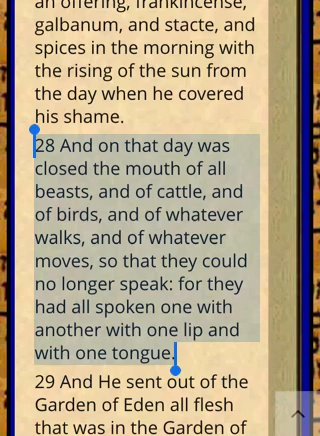 an offering, frankincense,
galbanum, and stacte, and
spices in the morning with
the rising of the sun from
the day when he covered
his shame.
28 And on that day was
closed the mouth of all
beasts, and of cattle, and
of birds, and of whatever
walks, and of whatever
moves, so that they could
no longer speak: for they
had all spoken one with
another with one lip and
with one tongue.
29 And He sent out of the
Garden of Eden all flesh
that was in the Garden of